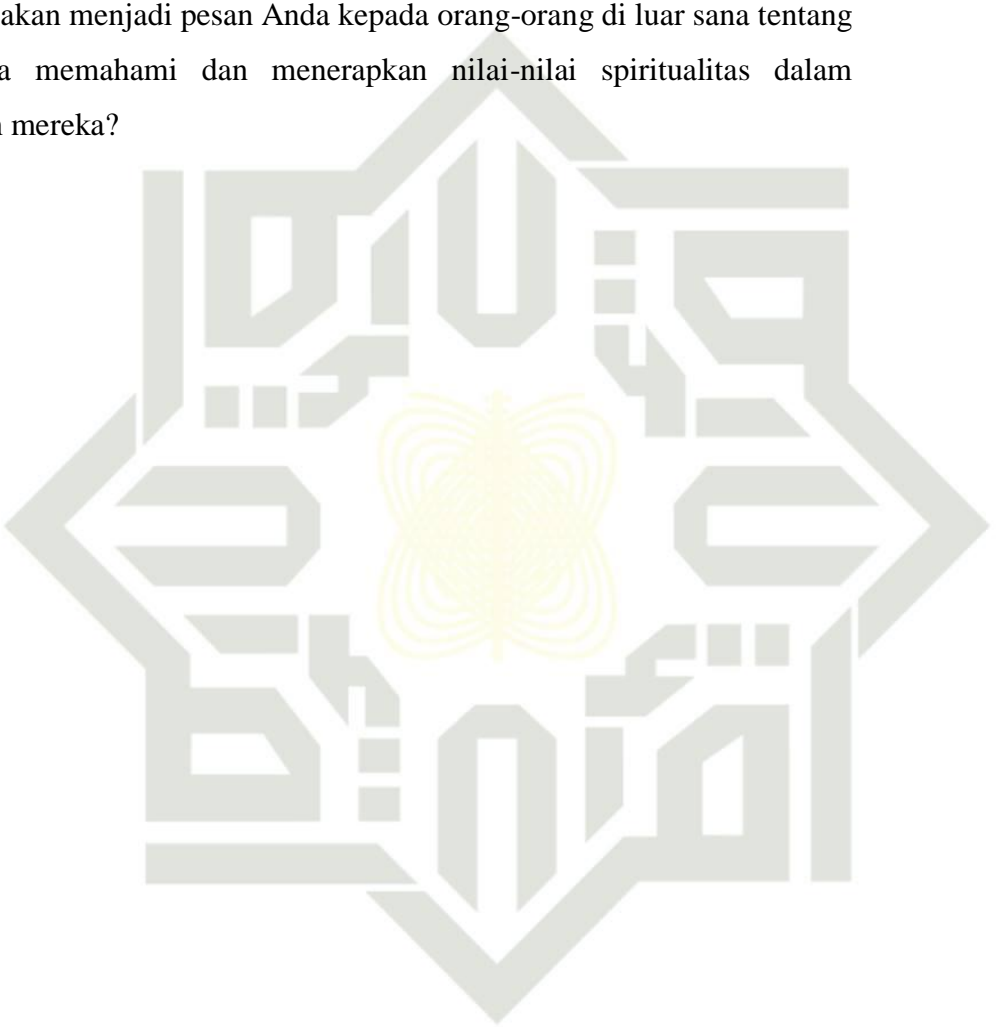 akan menjadi pesan Anda kepada orang-orang di luar sana tentang
a memahami dan menerapkan nilai-nilai spiritualitas dalam
mereka?